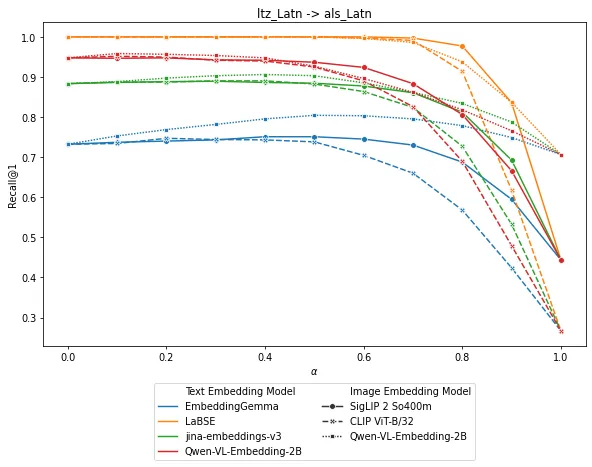 ltz_Latn -> als_Latn
Recall@1
1.0
0.9
0.8
0.7
0.6
0.5
0.4
0.3
0.0 0.2 0.4 0.6 0.8 1.0
α
Text Embedding Model Image Embedding Model
EmbeddingGemma SigLIP 2 So400m
LaBSE CLIP ViT-B/32
jina-embeddings-v3 Qwen-VL-Embedding-2B
Qwen-VL-Embedding-2B